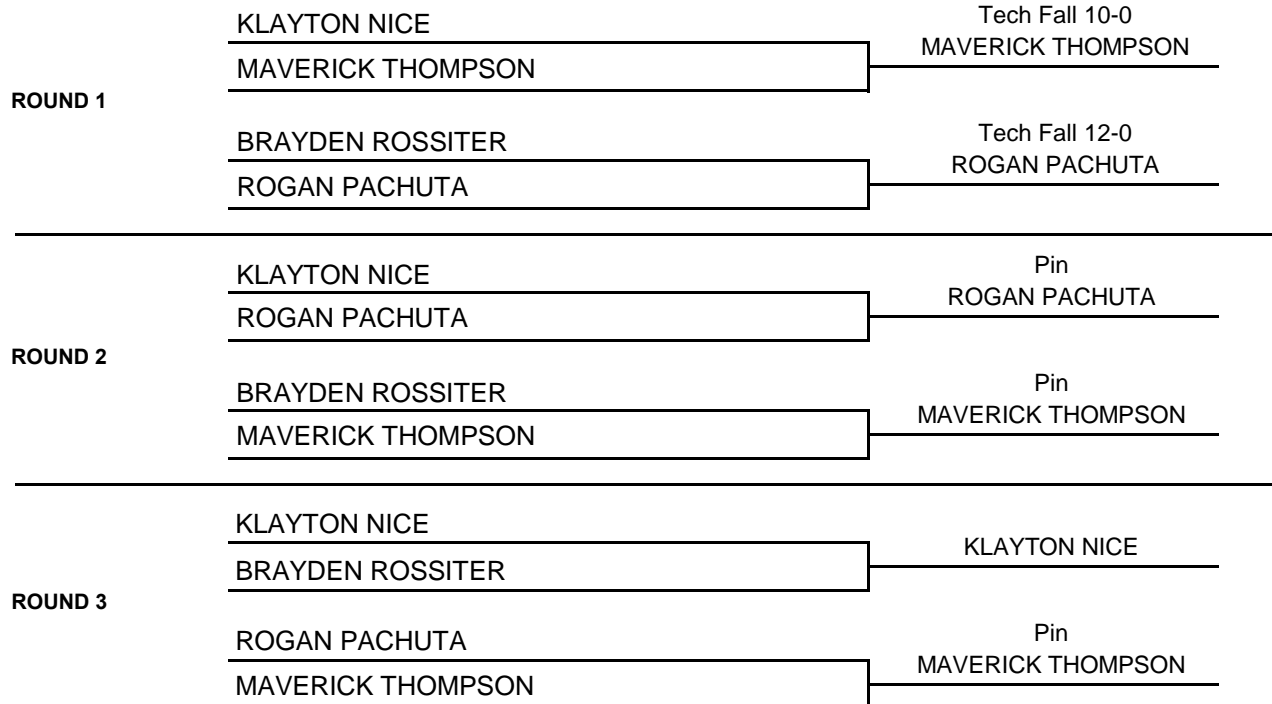 KLAYTON NICE
Tech Fall 10-0
MAVERICK THOMPSON
MAVERICK THOMPSON
ROUND 1
BRAYDEN ROSSITER
Tech Fall 12-0
ROGAN PACHUTA
ROGAN PACHUTA
KLAYTON NICE
Pin
ROGAN PACHUTA
ROGAN PACHUTA
ROUND 2
BRAYDEN ROSSITER
Pin
MAVERICK THOMPSON
MAVERICK THOMPSON
KLAYTON NICE
KLAYTON NICE
BRAYDEN ROSSITER
ROUND 3
ROGAN PACHUTA
Pin
MAVERICK THOMPSON
MAVERICK THOMPSON